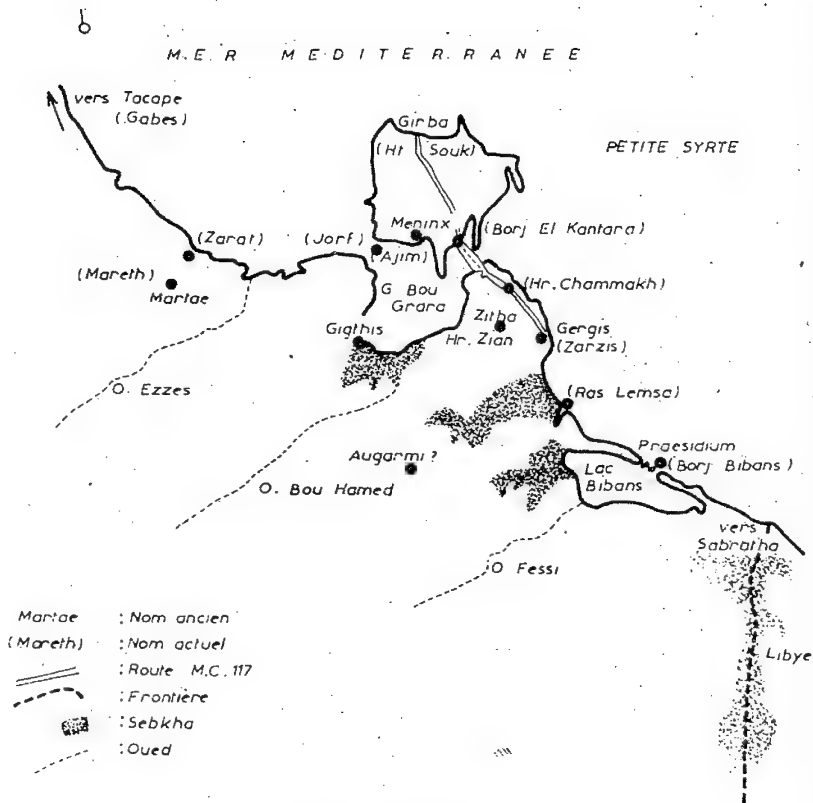 MER MEDITERRANEE
vers Tacape
(Gabes)
Girba
(Ht Souk)
PETITE SYRTE
Meninx
(Borj El Kantara)
(Zarat)
(Jorf)
(Ajim)
(Mareth)
Martae
G. Bou
Grara
(Hr. Chammakh)
Zitha
Hr. Zian
Gergis
(Zarzis)
Gigthis
O. Ezzes
(Ras Lemsa)
Augarmi ?
Praesidium
(Borj Bibans)
O. Bou Hamed
Lac
Bibans
vers
Sabratha
O Fessi
Libye
Martae : Nom ancien
(Mareth) : Nom actuel
: Route M.C. 117
: Frontière
: Sebkha
: Oued